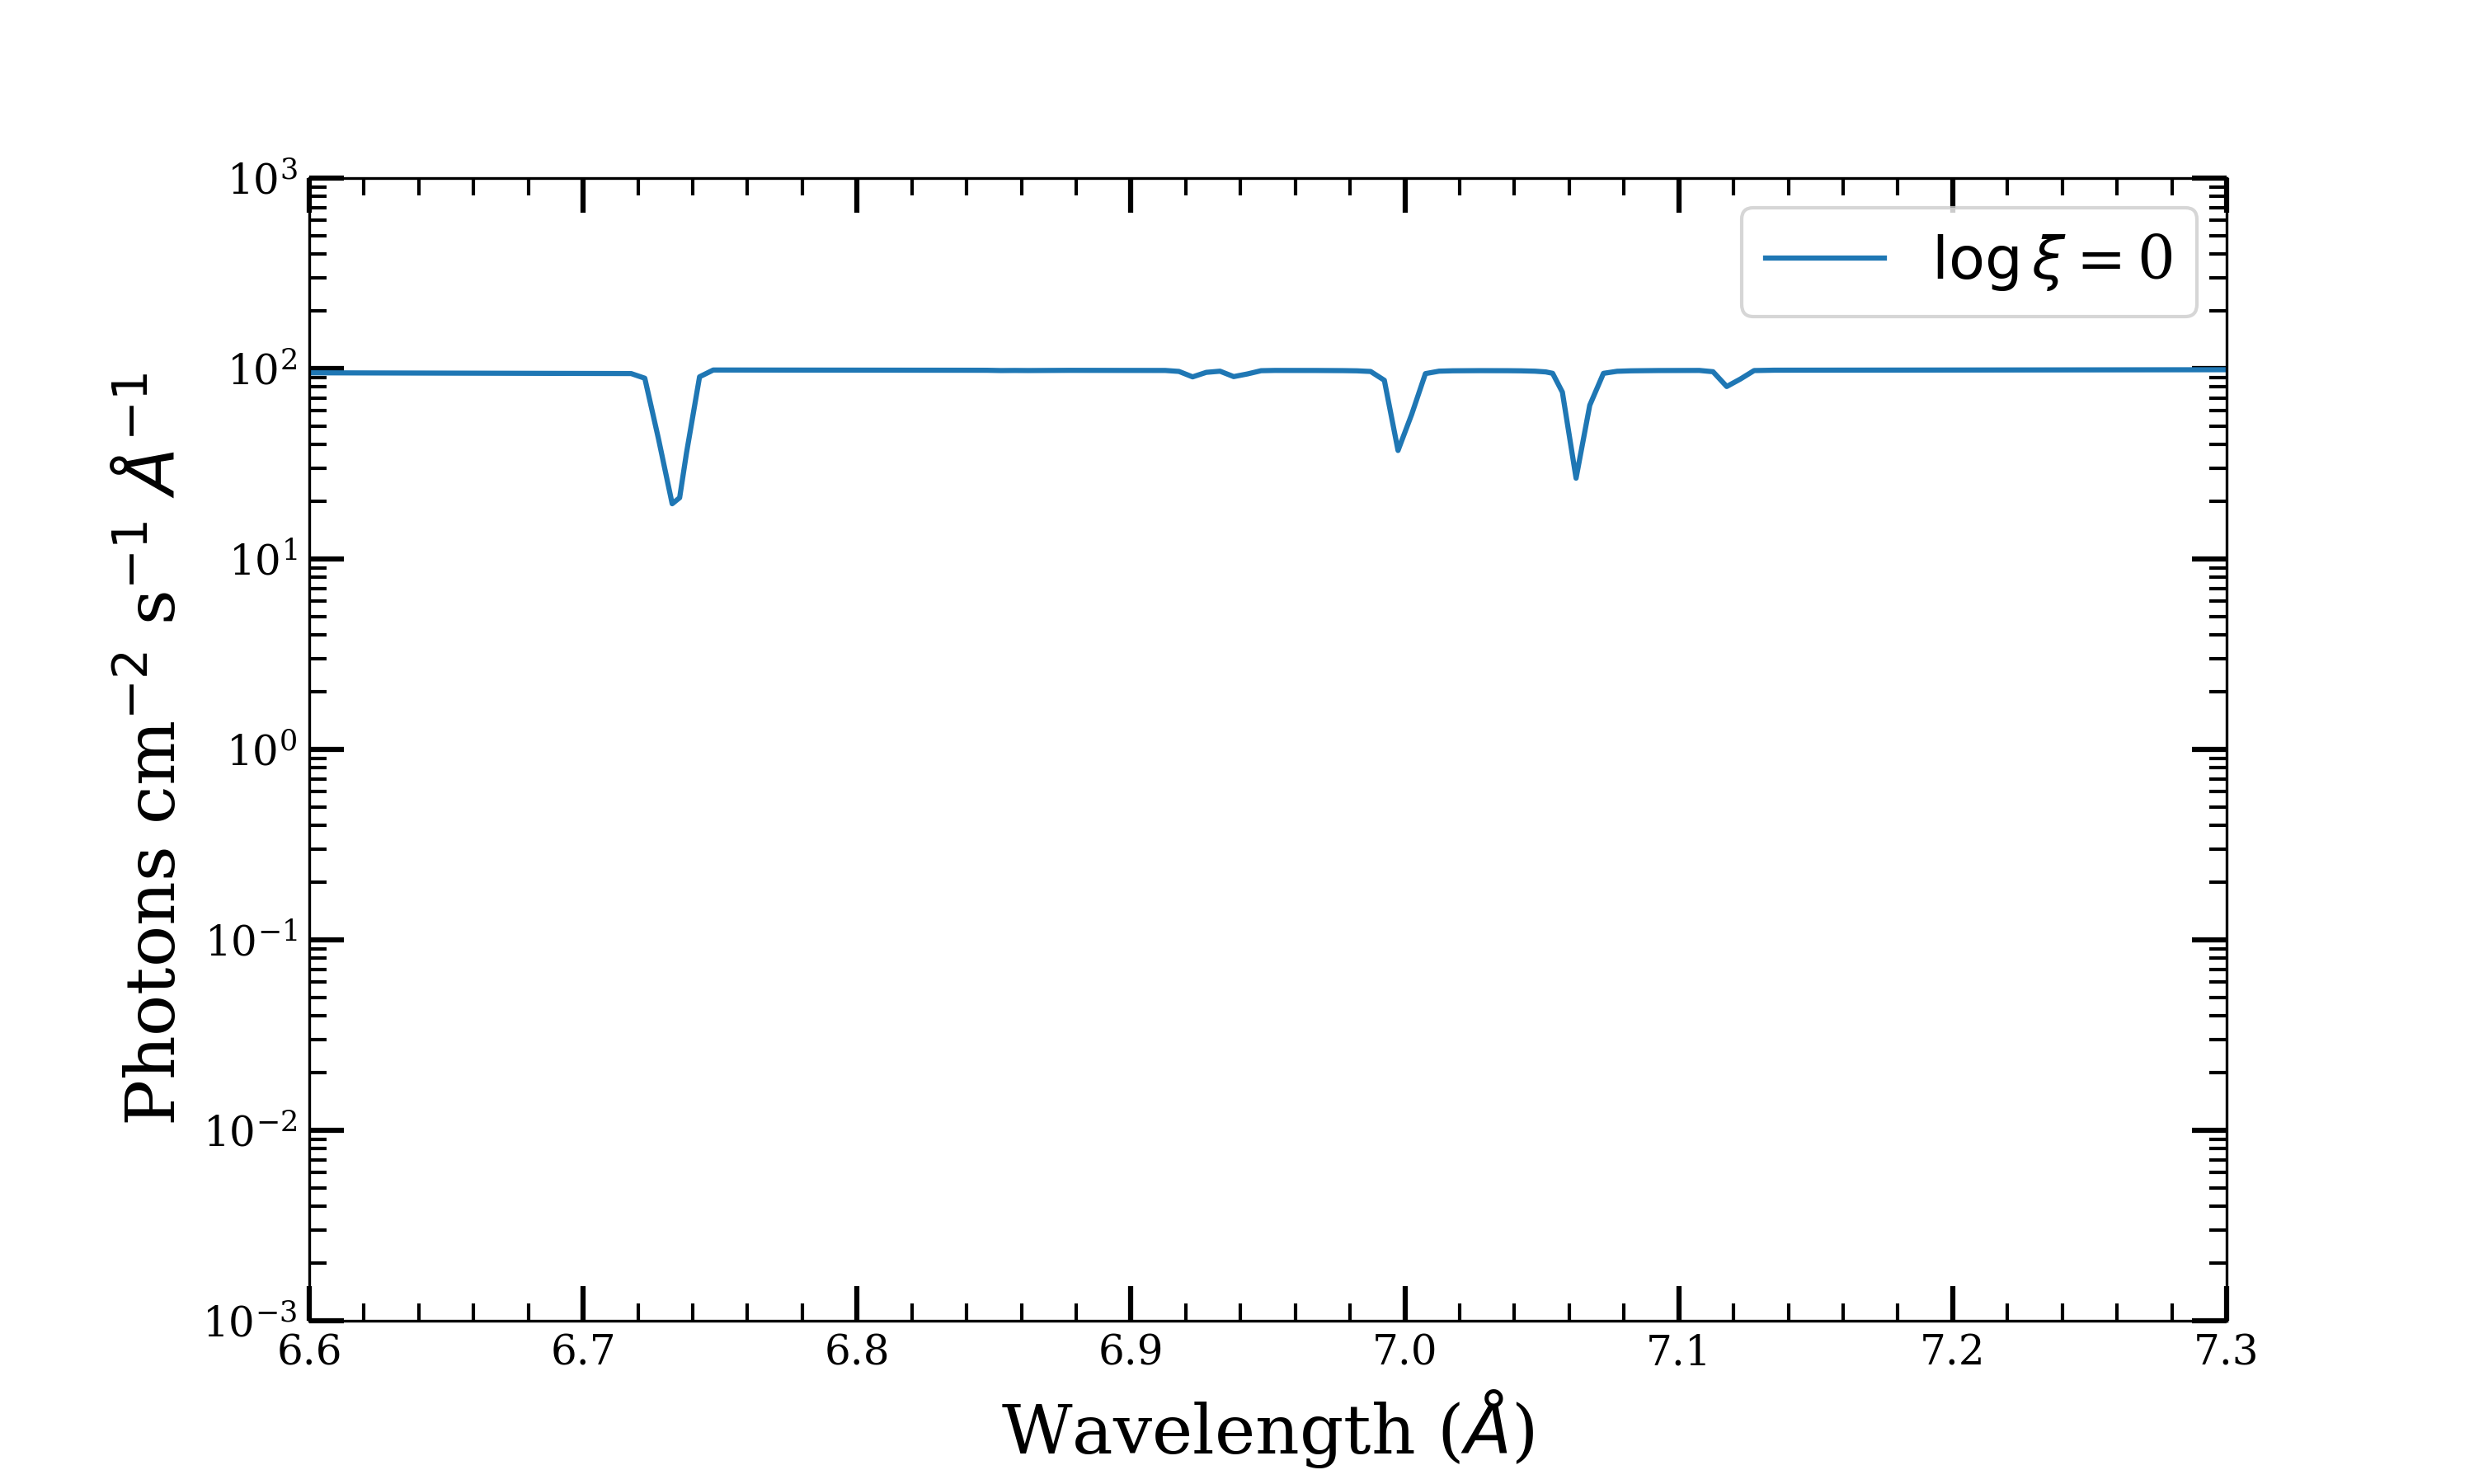 10³
10²
10¹
10⁰
10⁻¹
10⁻²
10⁻³
Photons cm⁻² s⁻¹ Å⁻¹
log ξ = 0
6.6 6.7 6.8 6.9 7.0 7.1 7.2 7.3
Wavelength (Å)